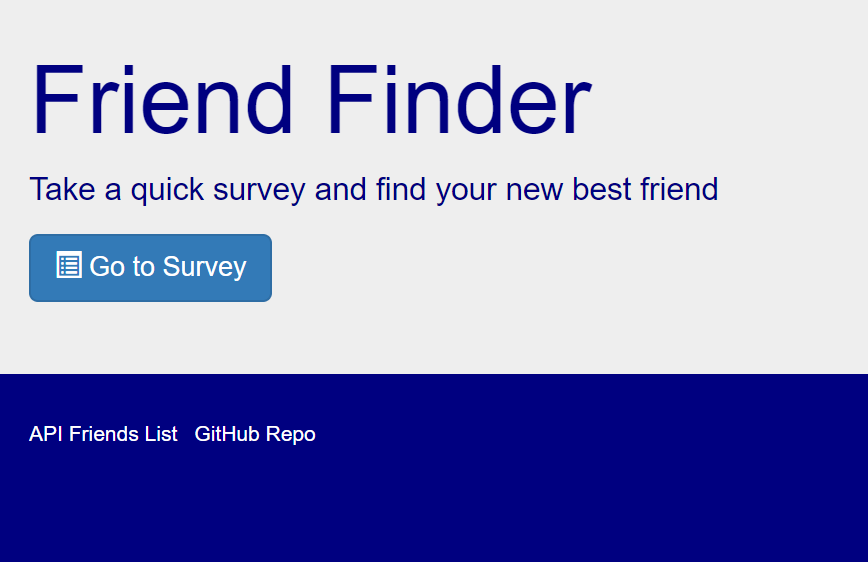 Friend Finder
Take a quick survey and find your new best friend
Go to Survey
API Friends List GitHub Repo